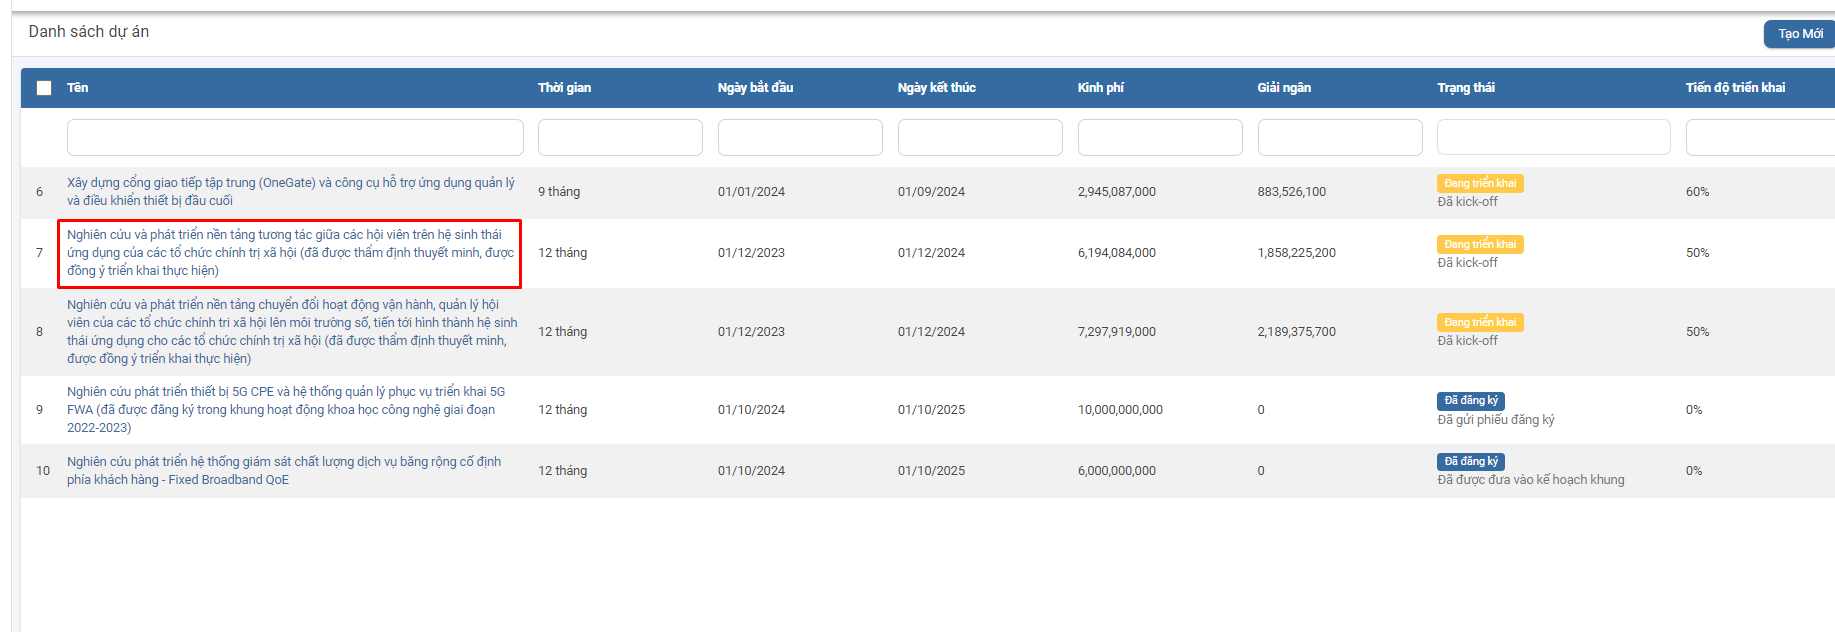 Danh sách dự án
Tạo Mới
Tên Thời gian Ngày bắt đầu Ngày kết thúc Kinh phí Giải ngân Trạng thái Tiến độ triển khai
6 Xây dựng cổng giao tiếp tập trung (OneGate) và công cụ hỗ trợ ứng dụng quản lý
và điều khiển thiết bị đầu cuối
9 tháng 01/01/2024 01/09/2024 2,945,087,000 883,526,100
Đang triển khai
Đã kick-off
60%
7 Nghiên cứu và phát triển nền tảng tương tác giữa các hội viên trên hệ sinh thái
ứng dụng của các tổ chức chính trị xã hội (đã được thẩm định thuyết minh, được
đồng ý triển khai thực hiện)
12 tháng 01/12/2023 01/12/2024 6,194,084,000 1,858,225,200
Đang triển khai
Đã kick-off
50%
8 Nghiên cứu và phát triển nền tảng chuyển đổi hoạt động vận hành, quản lý hội
viên của các tổ chức chính trị xã hội lên môi trường số, tiến tới hình thành hệ sinh
thái ứng dụng cho các tổ chức chính trị xã hội (đã được thẩm định thuyết minh,
được đồng ý triển khai thực hiện)
12 tháng 01/12/2023 01/12/2024 7,297,919,000 2,189,375,700
Đang triển khai
Đã kick-off
50%
9 Nghiên cứu phát triển thiết bị 5G CPE và hệ thống quản lý phục vụ triển khai 5G
FWA (đã được đăng ký trong khung hoạt động khoa học công nghệ giai đoạn
2022-2023)
12 tháng 01/10/2024 01/10/2025 10,000,000,000 0
Đã đăng ký
Đã gửi phiếu đăng ký
0%
10 Nghiên cứu phát triển hệ thống giám sát chất lượng dịch vụ băng rộng cố định
phía khách hàng - Fixed Broadband QoE
12 tháng 01/10/2024 01/10/2025 6,000,000,000 0
Đã đăng ký
Đã được đưa vào kế hoạch khung
0%